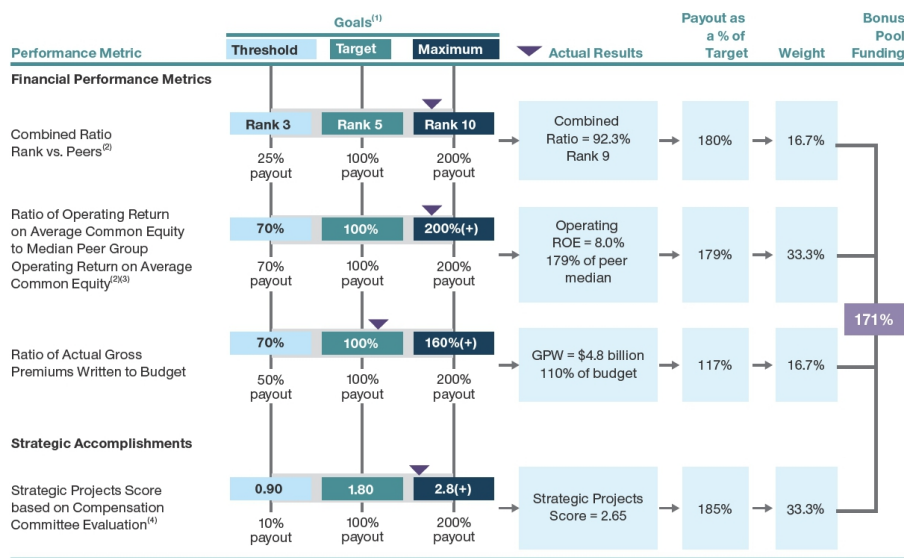 Goals(1)
Payout as
a % of
Target
Bonus
Pool
Funding
Performance Metric
Threshold
Target
Maximum
Actual Results
Weight
Financial Performance Metrics
Combined Ratio
Rank vs. Peers(2)
Rank 3
Rank 5
Rank 10
25%
payout
100%
payout
200%
payout
Combined
Ratio = 92.3%
Rank 9
180%
16.7%
Ratio of Operating Return
on Average Common Equity
to Median Peer Group
Operating Return on Average
Common Equity(2)(3)
70%
100%
200%(+)
70%
payout
100%
payout
200%
payout
Operating
ROE = 8.0%
179% of peer
median
179%
33.3%
171%
Ratio of Actual Gross
Premiums Written to Budget
70%
100%
160%(+)
50%
payout
100%
payout
200%
payout
GPW = $4.8 billion
110% of budget
117%
16.7%
Strategic Accomplishments
Strategic Projects Score
based on Compensation
Committee Evaluation(4)
0.90
1.80
2.8(+)
10%
payout
100%
payout
200%
payout
Strategic Projects
Score = 2.65
185%
33.3%